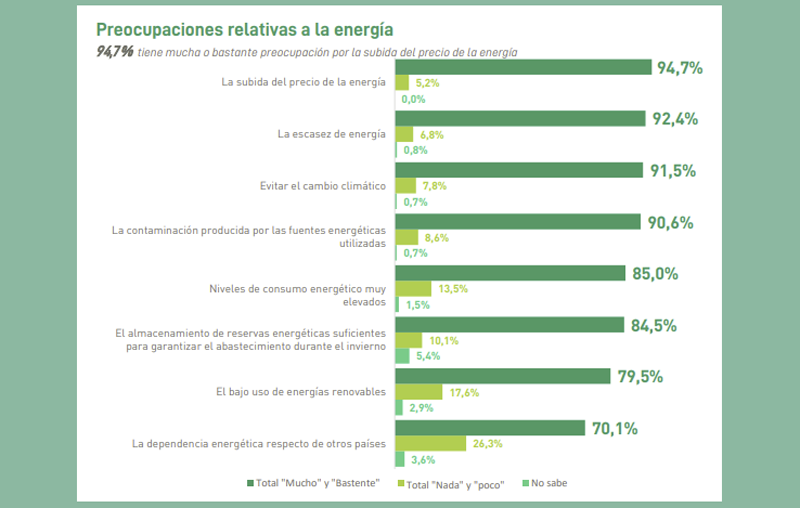 Preocupaciones relativas a la energía
94,7% tiene mucha o bastante preocupación por la subida del precio de la energía
La subida del precio de la energía
94,7%
5,2%
0,0%
La escasez de energía
92,4%
6,8%
0,8%
Evitar el cambio climático
91,5%
7,8%
0,7%
La contaminación producida por las fuentes energéticas
utilizadas
90,6%
8,6%
0,7%
Niveles de consumo energético muy
elevados
85,0%
13,5%
1,5%
El almacenamiento de reservas energéticas suficientes
para garantizar el abastecimiento durante el invierno
84,5%
10,1%
5,4%
El bajo uso de energías renovables
79,5%
17,6%
2,9%
La dependencia energética respecto de otros países
70,1%
26,3%
3,6%
Total "Mucho" y "Bastente"
Total "Nada" y "poco"
No sabe